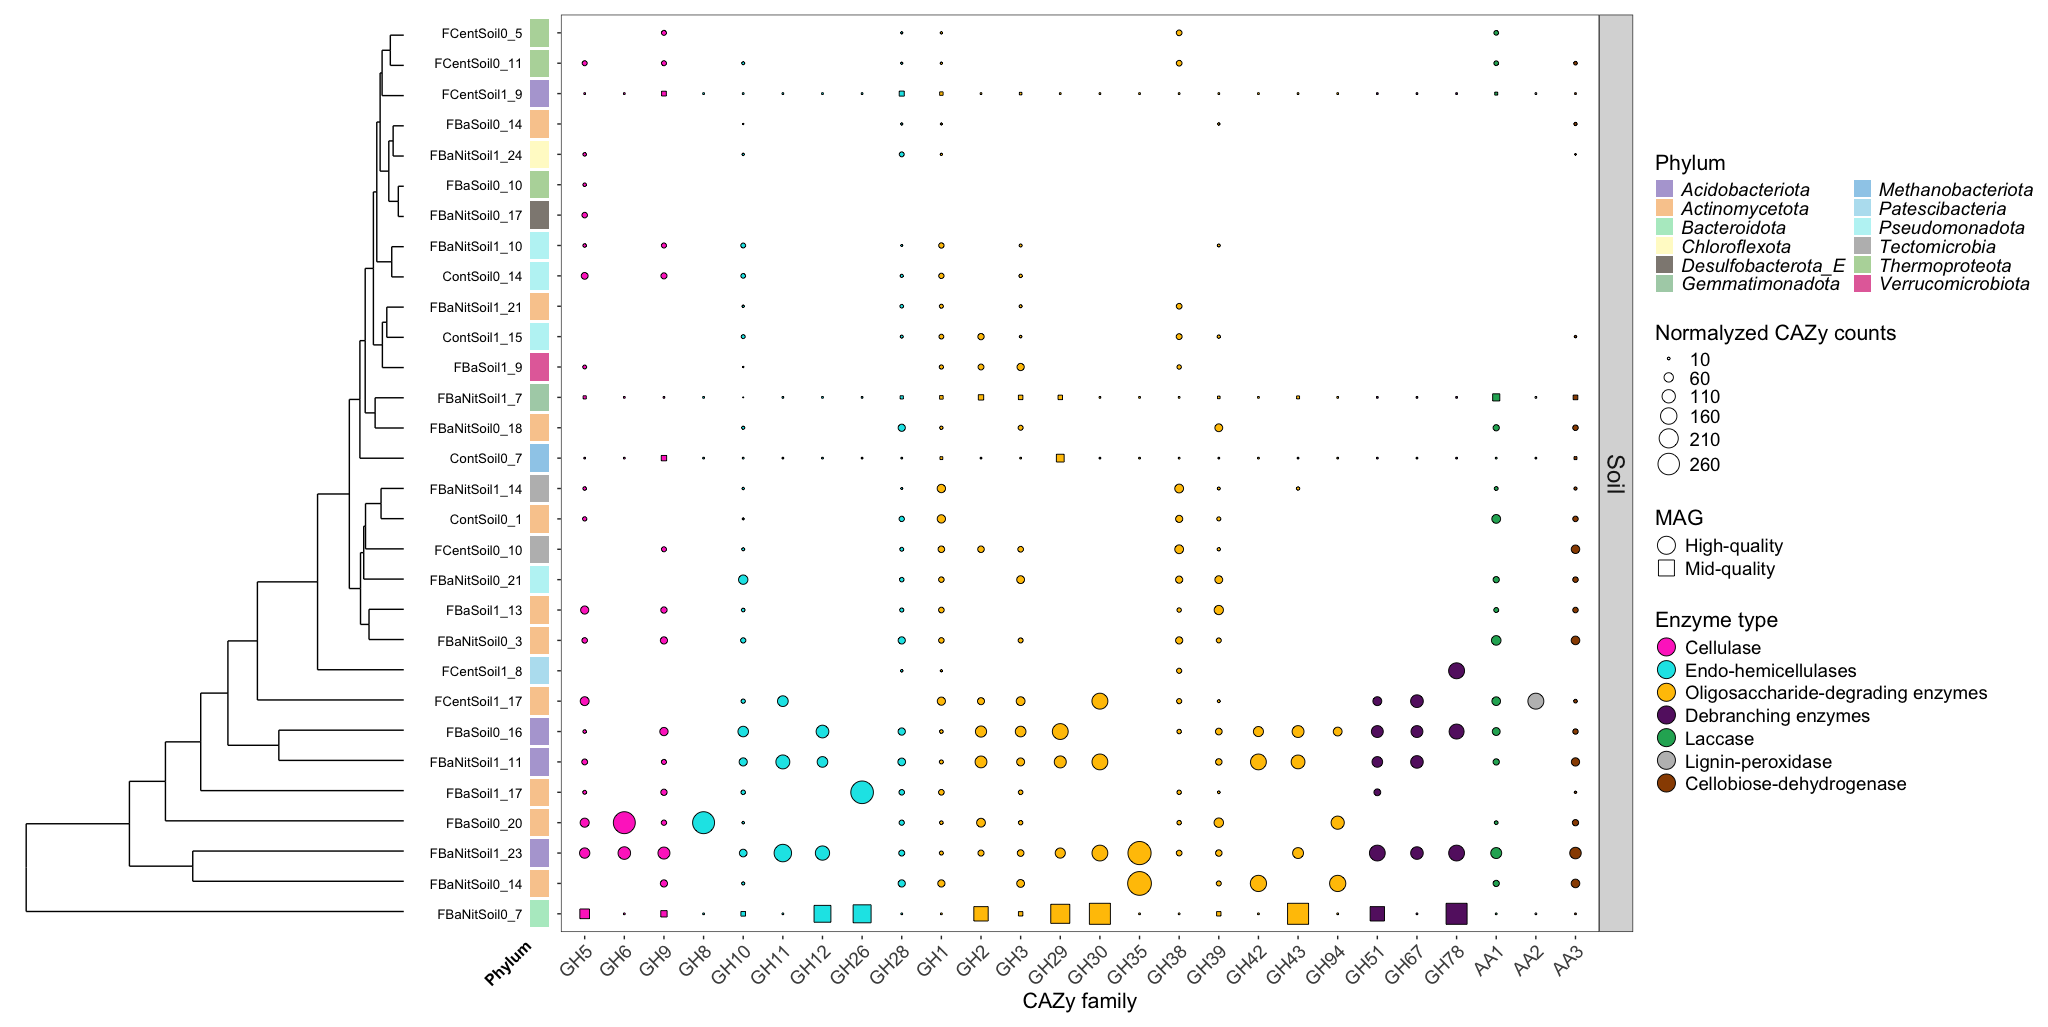 FCentSoil0_5
FCentSoil0_11
FCentSoil1_9
FBaSoil0_14
FBaNitSoil1_24
FBaSoil0_10
FBaNitSoil0_17
FBaNitSoil1_10
ContSoil0_14
FBaNitSoil1_21
ContSoil1_15
FBaSoil1_9
FBaNitSoil1_7
FBaNitSoil0_18
ContSoil0_7
FBaNitSoil1_14
ContSoil0_1
FCentSoil0_10
FBaNitSoil0_21
FBaSoil1_13
FBaNitSoil0_3
FCentSoil1_8
FCentSoil1_17
FBaSoil0_16
FBaNitSoil1_11
FBaSoil1_17
FBaSoil0_20
FBaNitSoil1_23
FBaNitSoil0_14
FBaNitSoil0_7
Phylum
GH5 GH6 GH9 GH8 GH10 GH11 GH12 GH26 GH28 GH1 GH2 GH3 GH29 GH30 GH35 GH38 GH39 GH42 GH43 GH94 GH51 GH67 GH78 AA1 AA2 AA3
CAZy family
Soil
Phylum
Acidobacteriota Methanobacteriota
Actinomycetota Patescibacteria
Bacteroidota Pseudomonadota
Chloroflexota Tectomicrobia
Desulfobacterota_E Thermoproteota
Gemmatimonadota Verrucomicrobiota
Normalyzed CAZy counts
10
60
110
160
210
260
MAG
High-quality
Mid-quality
Enzyme type
Cellulase
Endo-hemicellulases
Oligosaccharide-degrading enzymes
Debranching enzymes
Laccase
Lignin-peroxidase
Cellobiose-dehydrogenase